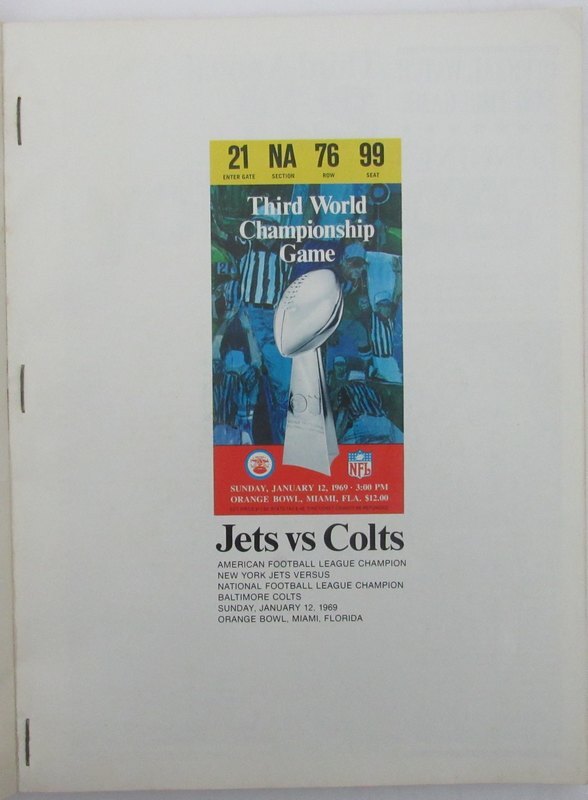 21 NA 76 99
ENTER GATE SECTION ROW SEAT
Third World
Championship
Game
NFL
SUNDAY, JANUARY 12, 1969 · 3:00 PM
ORANGE BOWL, MIAMI, FLA. $12.00
Jets vs Colts
AMERICAN FOOTBALL LEAGUE CHAMPION
NEW YORK JETS VERSUS
NATIONAL FOOTBALL LEAGUE CHAMPION
BALTIMORE COLTS
SUNDAY, JANUARY 12, 1969
ORANGE BOWL, MIAMI, FLORIDA